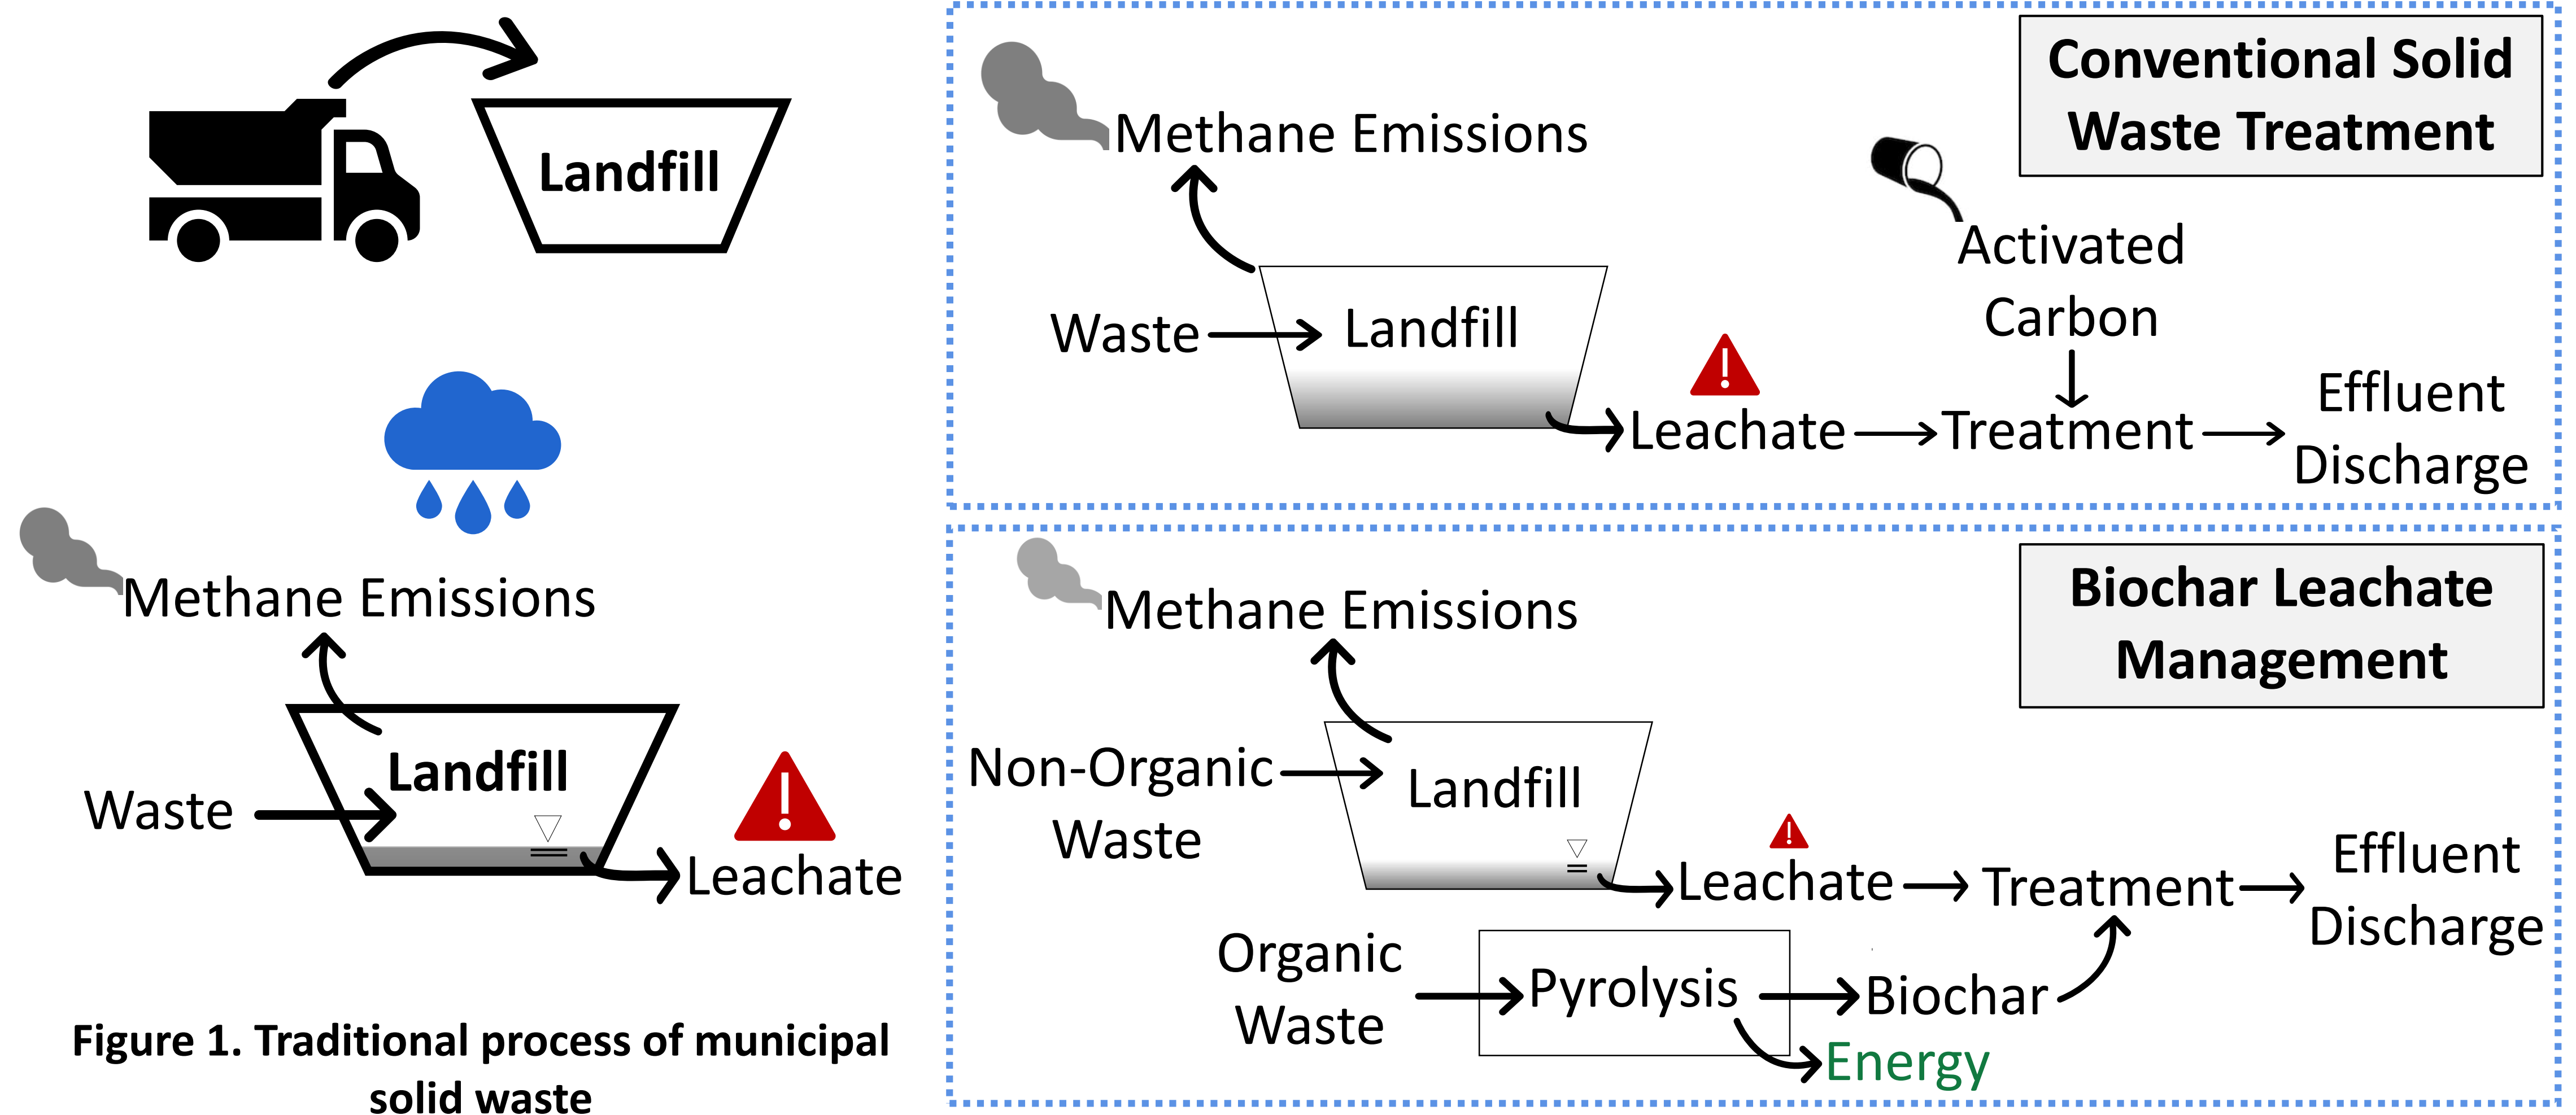 Landfill
Methane Emissions
Landfill
Waste
Leachate
Figure 1. Traditional process of municipal
solid waste
Conventional Solid
Waste Treatment
Methane Emissions
Activated
Carbon
Waste
Landfill
Leachate
Treatment
Effluent
Discharge
Biochar Leachate
Management
Methane Emissions
Non-Organic
Waste
Landfill
Leachate
Treatment
Effluent
Discharge
Organic
Waste
Pyrolysis
Biochar
Energy